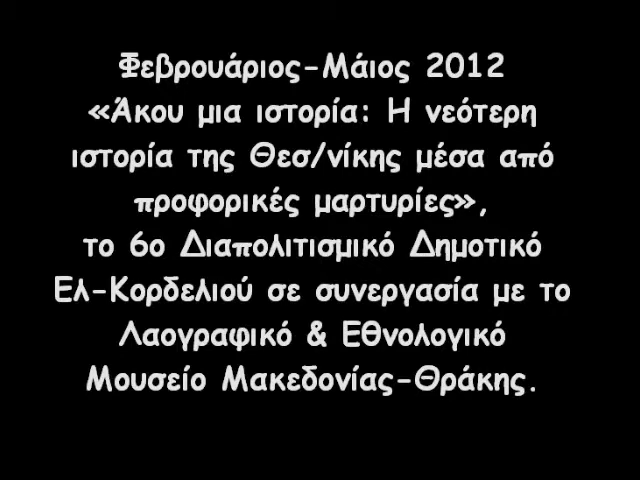 Φεβρουάριος-Μάιος 2012
«Άκου μια ιστορία: Η νεότερη
ιστορία της Θεσ/νίκης μέσα από
προφορικές μαρτυρίες»,
το 6ο Διαπολιτισμικό Δημοτικό
Ελ-Κορδελιού σε συνεργασία με το
Λαογραφικό & Εθνολογικό
Μουσείο Μακεδονίας-Θράκης.